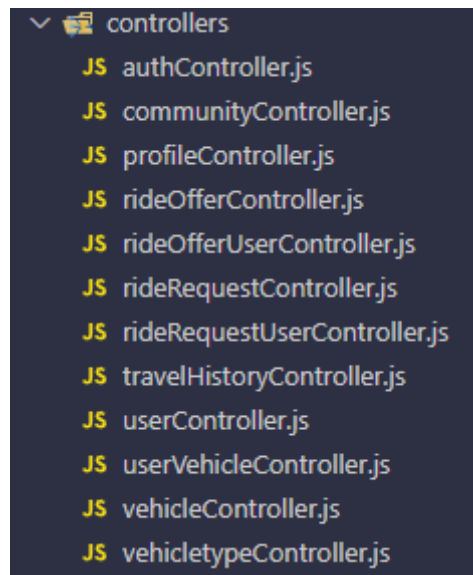 controllers
JS authController.js
JS communityController.js
JS profileController.js
JS rideOfferController.js
JS rideOfferUserController.js
JS rideRequestController.js
JS rideRequestUserController.js
JS travelHistoryController.js
JS userController.js
JS userVehicleController.js
JS vehicleController.js
JS vehicletypeController.js